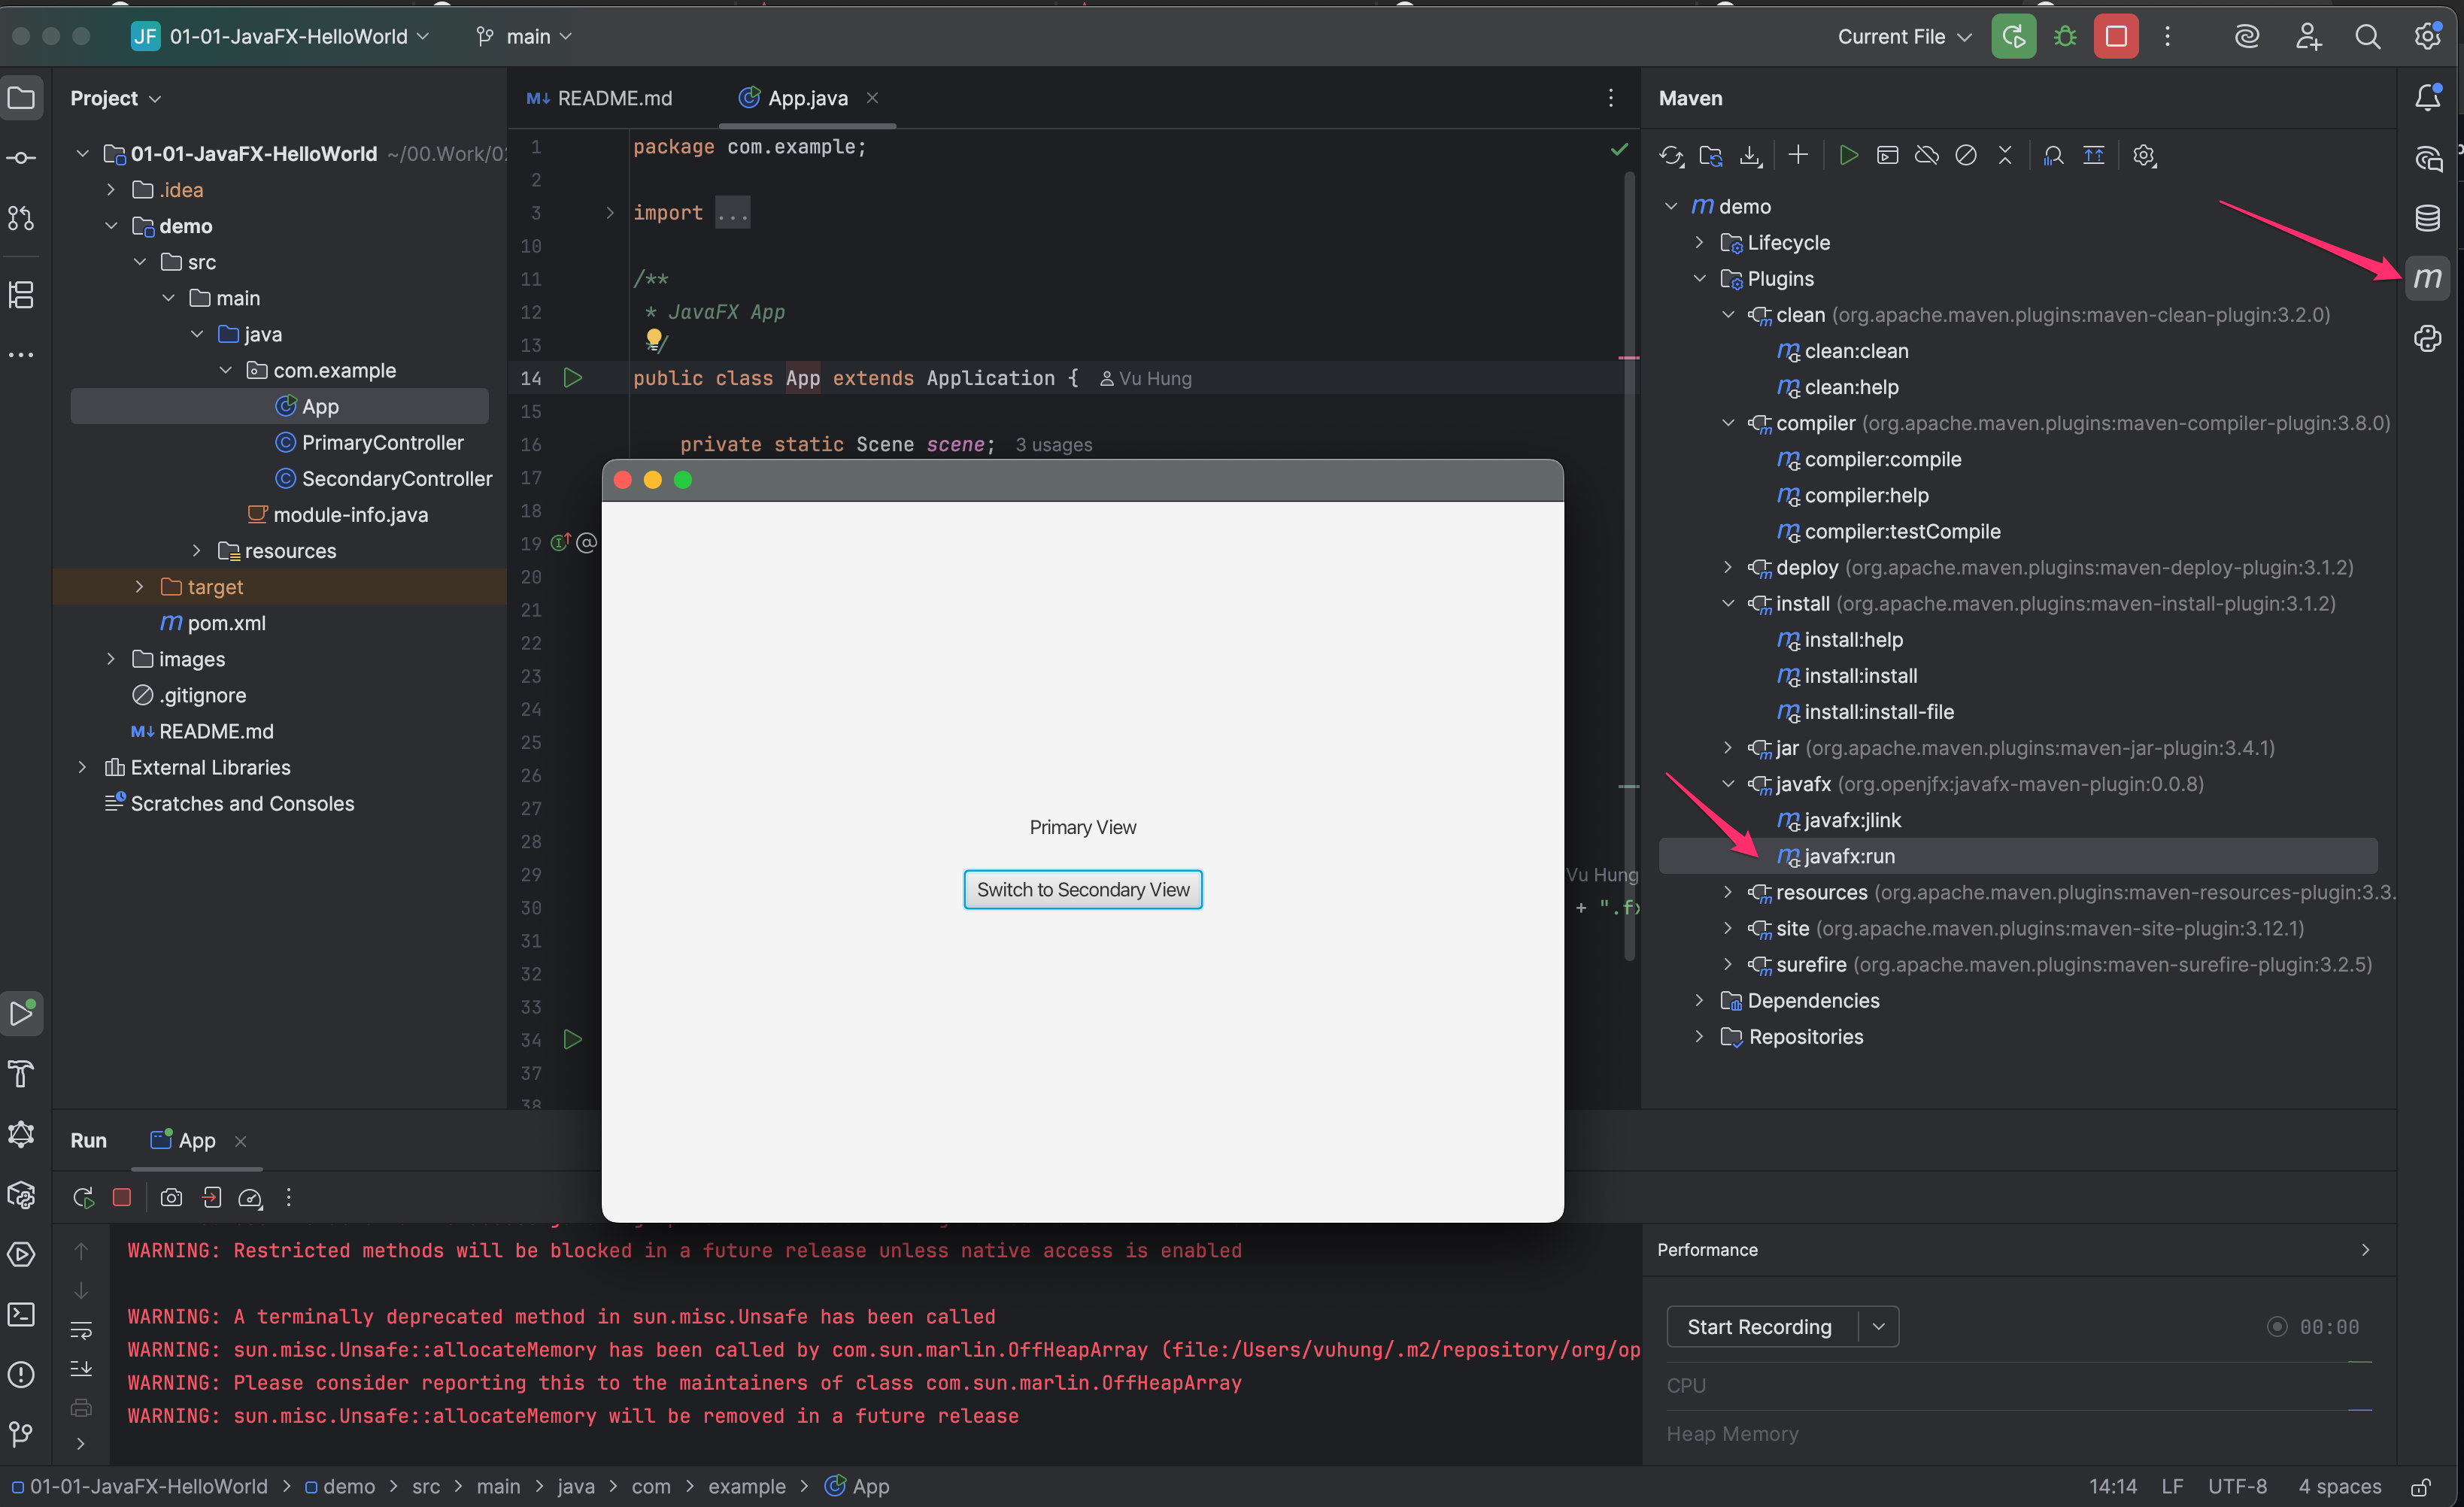 JF 01-01-JavaFX-HelloWorld
main
Current File
Project
01-01-JavaFX-HelloWorld ~/00.Work/0
.idea
demo
src
main
java
com.example
App
PrimaryController
SecondaryController
module-info.java
resources
target
m pom.xml
images
.gitignore
M↓ README.md
External Libraries
Scratches and Consoles
M↓ README.md
App.java
1 package com.example;
2
3 import ...
10
11 /**
12 * JavaFX App
13 */
14 public class App extends Application { Vu Hung
15
16 private static Scene scene; 3 usages
17
18
19 @
20
21
22
23
24
25
26
27
28
29 Vu Hung
30 + ".fx
31
32
33
34
37
38
Primary View
Switch to Secondary View
Maven
m demo
Lifecycle
Plugins
clean (org.apache.maven.plugins:maven-clean-plugin:3.2.0)
clean:clean
clean:help
compiler (org.apache.maven.plugins:maven-compiler-plugin:3.8.0)
compiler:compile
compiler:help
compiler:testCompile
deploy (org.apache.maven.plugins:maven-deploy-plugin:3.1.2)
install (org.apache.maven.plugins:maven-install-plugin:3.1.2)
install:help
install:install
install:install-file
jar (org.apache.maven.plugins:maven-jar-plugin:3.4.1)
javafx (org.openjfx:javafx-maven-plugin:0.0.8)
javafx:jlink
javafx:run
resources (org.apache.maven.plugins:maven-resources-plugin:3.3.
site (org.apache.maven.plugins:maven-site-plugin:3.12.1)
surefire (org.apache.maven.plugins:maven-surefire-plugin:3.2.5)
Dependencies
Repositories
m
Run
App
WARNING: Restricted methods will be blocked in a future release unless native access is enabled
WARNING: A terminally deprecated method in sun.misc.Unsafe has been called
WARNING: sun.misc.Unsafe::allocateMemory has been called by com.sun.marlin.OffHeapArray (file:/Users/vuhung/.m2/repository/org/op
WARNING: Please consider reporting this to the maintainers of class com.sun.marlin.OffHeapArray
WARNING: sun.misc.Unsafe::allocateMemory will be removed in a future release
Performance
Start Recording
00:00
CPU
Heap Memory
01-01-JavaFX-HelloWorld > demo > src > main > java > com > example > App
14:14 LF UTF-8 4 spaces